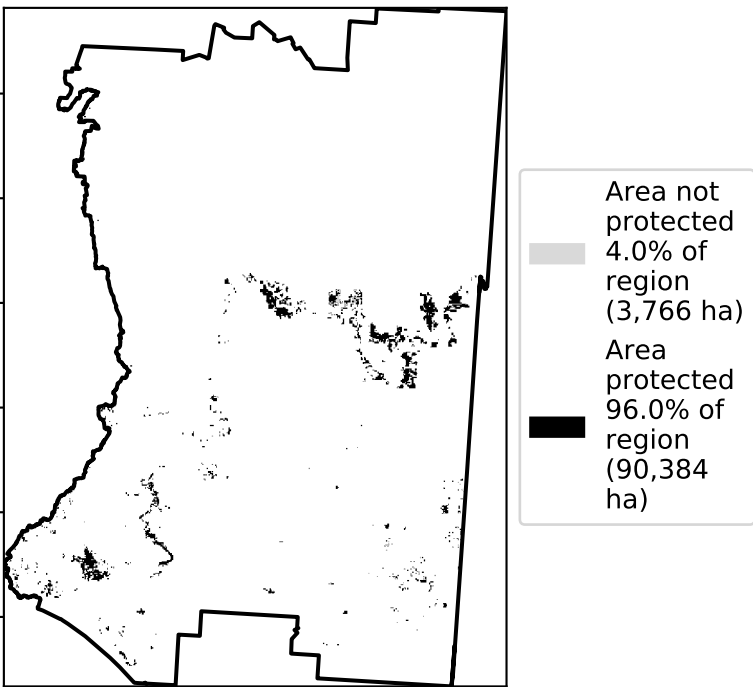 Area not
protected
4.0% of
region
(3,766 ha)
Area
protected
96.0% of
region
(90,384
ha)